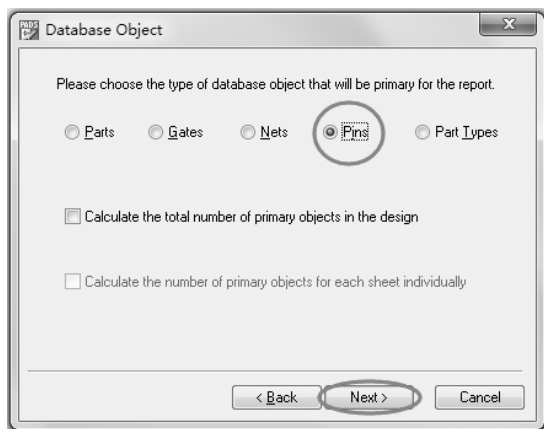 PADS
Database Object
Please choose the type of database object that will be primary for the report.
Parts Gates Nets Pins Part Types
Calculate the total number of primary objects in the design
Calculate the number of primary objects for each sheet individually
< Back Next > Cancel